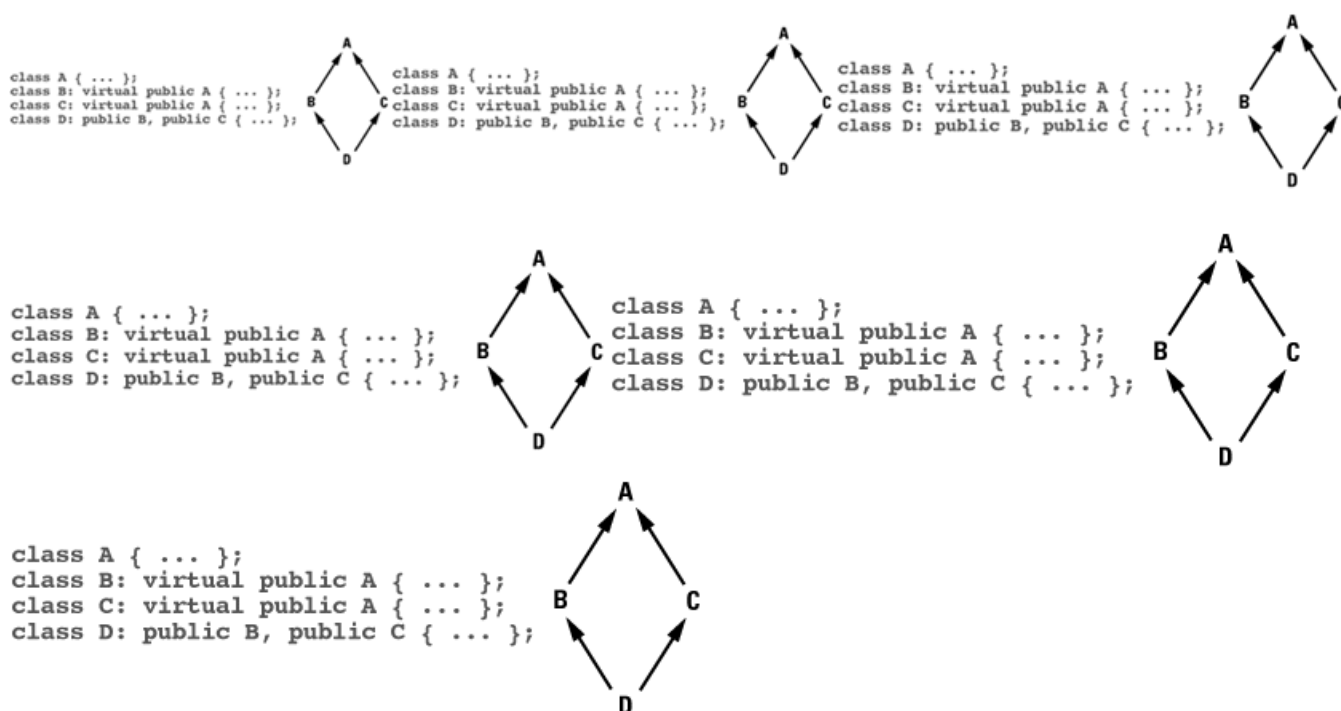 A
class A { ... };
class B: virtual public A { ... };
class C: virtual public A { ... };
class D: public B, public C { ... };
B
C
D
A
class A { ... };
class B: virtual public A { ... };
class C: virtual public A { ... };
class D: public B, public C { ... };
B
C
D
A
class A { ... };
class B: virtual public A { ... };
class C: virtual public A { ... };
class D: public B, public C { ... };
B
C
D
A
class A { ... };
class B: virtual public A { ... };
class C: virtual public A { ... };
class D: public B, public C { ... };
B
C
D
A
class A { ... };
class B: virtual public A { ... };
class C: virtual public A { ... };
class D: public B, public C { ... };
B
C
D
A
class A { ... };
class B: virtual public A { ... };
class C: virtual public A { ... };
class D: public B, public C { ... };
B
C
D